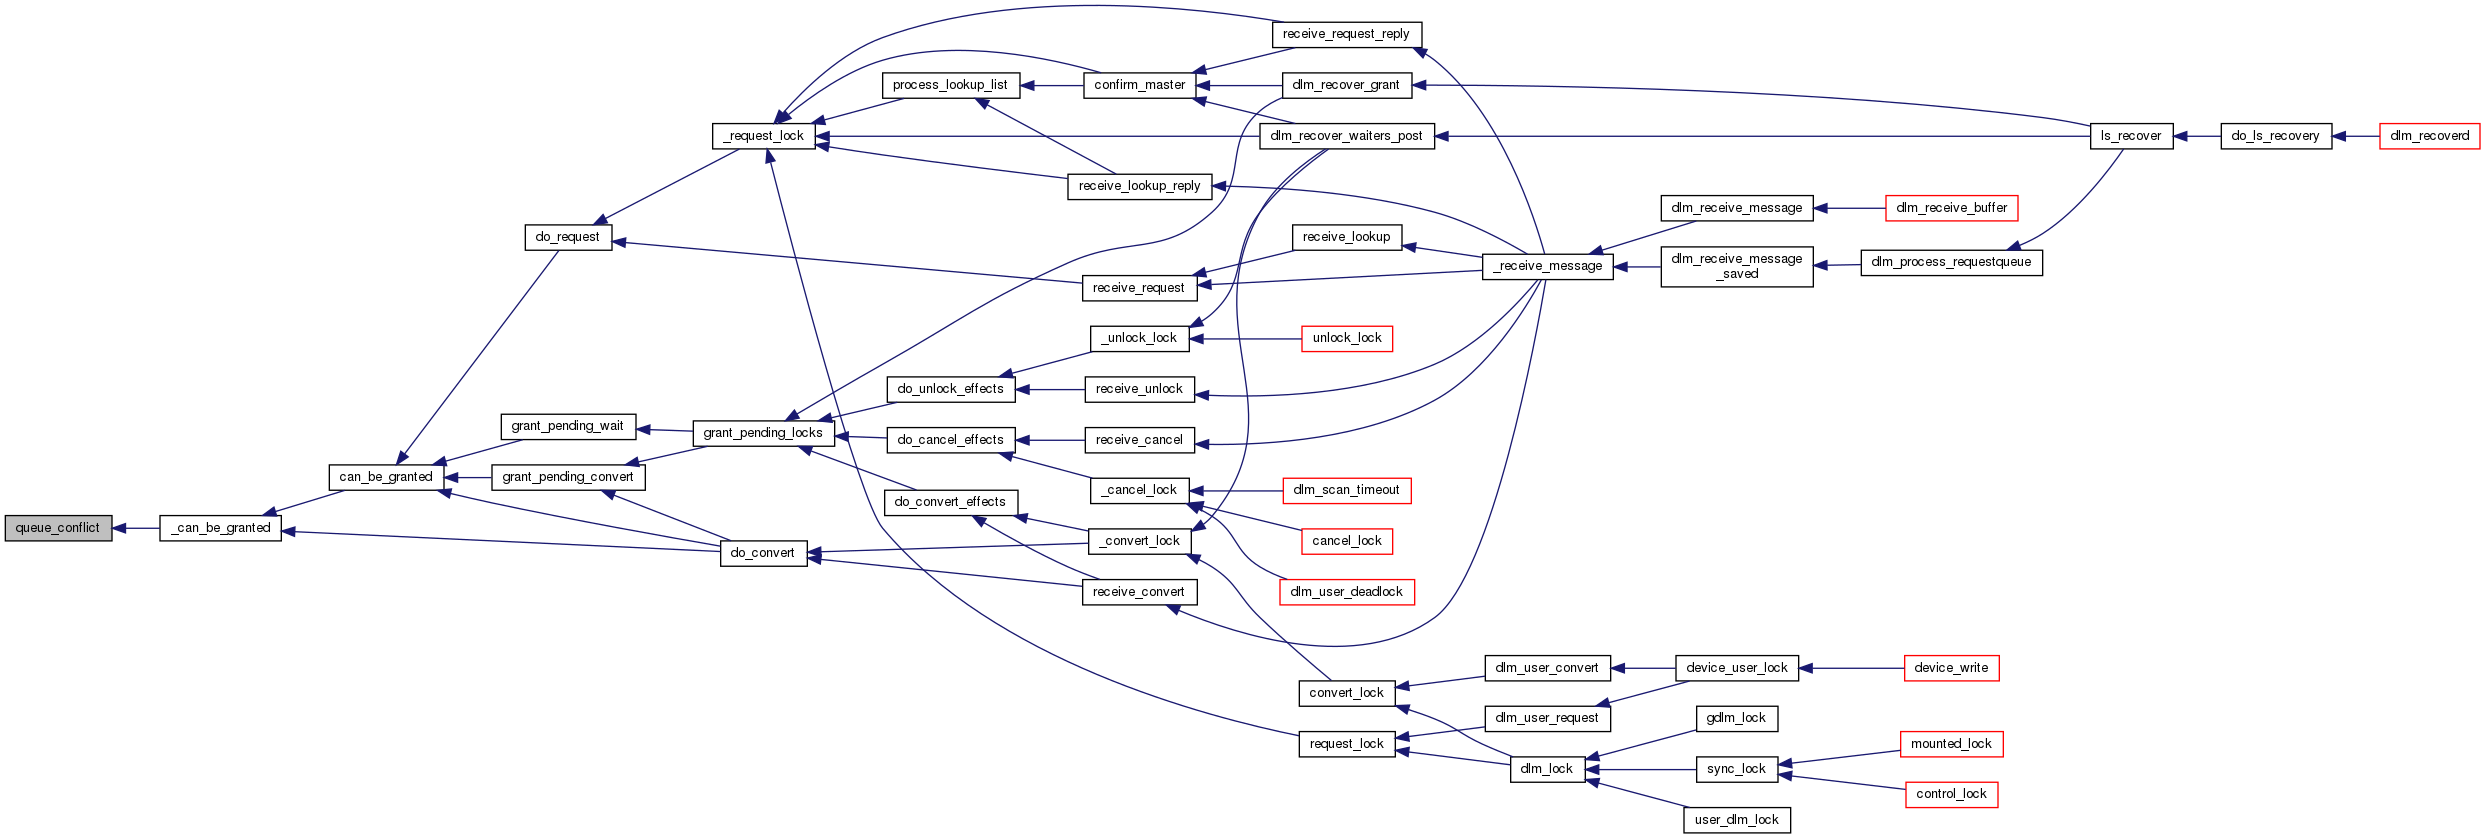 queue_conflict
_can_be_granted
can_be_granted
do_request
grant_pending_wait
grant_pending_convert
_request_lock
grant_pending_locks
do_convert
process_lookup_list
do_unlock_effects
do_cancel_effects
do_convert_effects
confirm_master
receive_lookup_reply
receive_request
_unlock_lock
receive_unlock
receive_cancel
_cancel_lock
_convert_lock
receive_convert
receive_request_reply
dlm_recover_grant
dlm_recover_waiters_post
receive_lookup
unlock_lock
dlm_scan_timeout
cancel_lock
dlm_user_deadlock
convert_lock
request_lock
_receive_message
dlm_user_convert
dlm_user_request
dlm_lock
dlm_receive_message
dlm_receive_message
_saved
device_user_lock
gdlm_lock
sync_lock
user_dlm_lock
dlm_receive_buffer
dlm_process_requestqueue
device_write
mounted_lock
control_lock
ls_recover
do_ls_recovery
dlm_recoverd